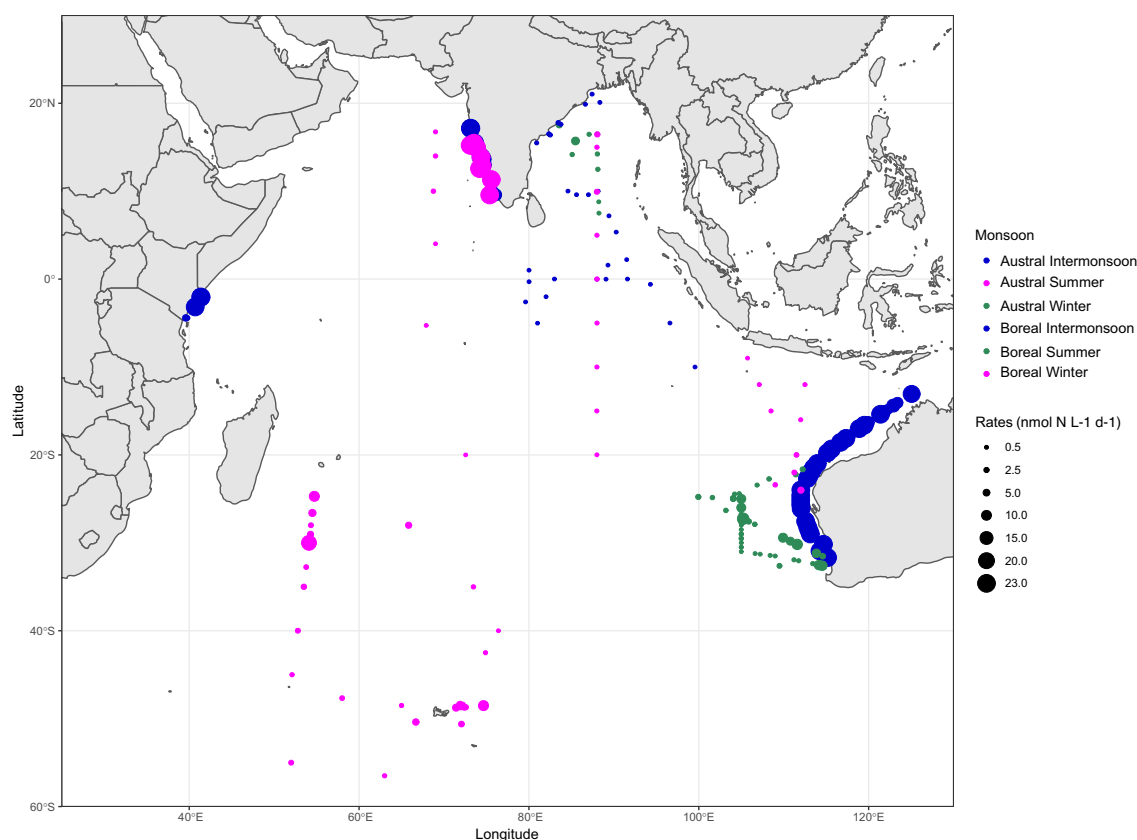 20°N
0°
20°S
40°S
60°S
Latitude
40°E
60°E
80°E
100°E
120°E
Longitude
Monsoon
Austral Intermonsoon
Austral Summer
Austral Winter
Boreal Intermonsoon
Boreal Summer
Boreal Winter
Rates (nmol N L-1 d-1)
0.5
2.5
5.0
10.0
15.0
20.0
23.0